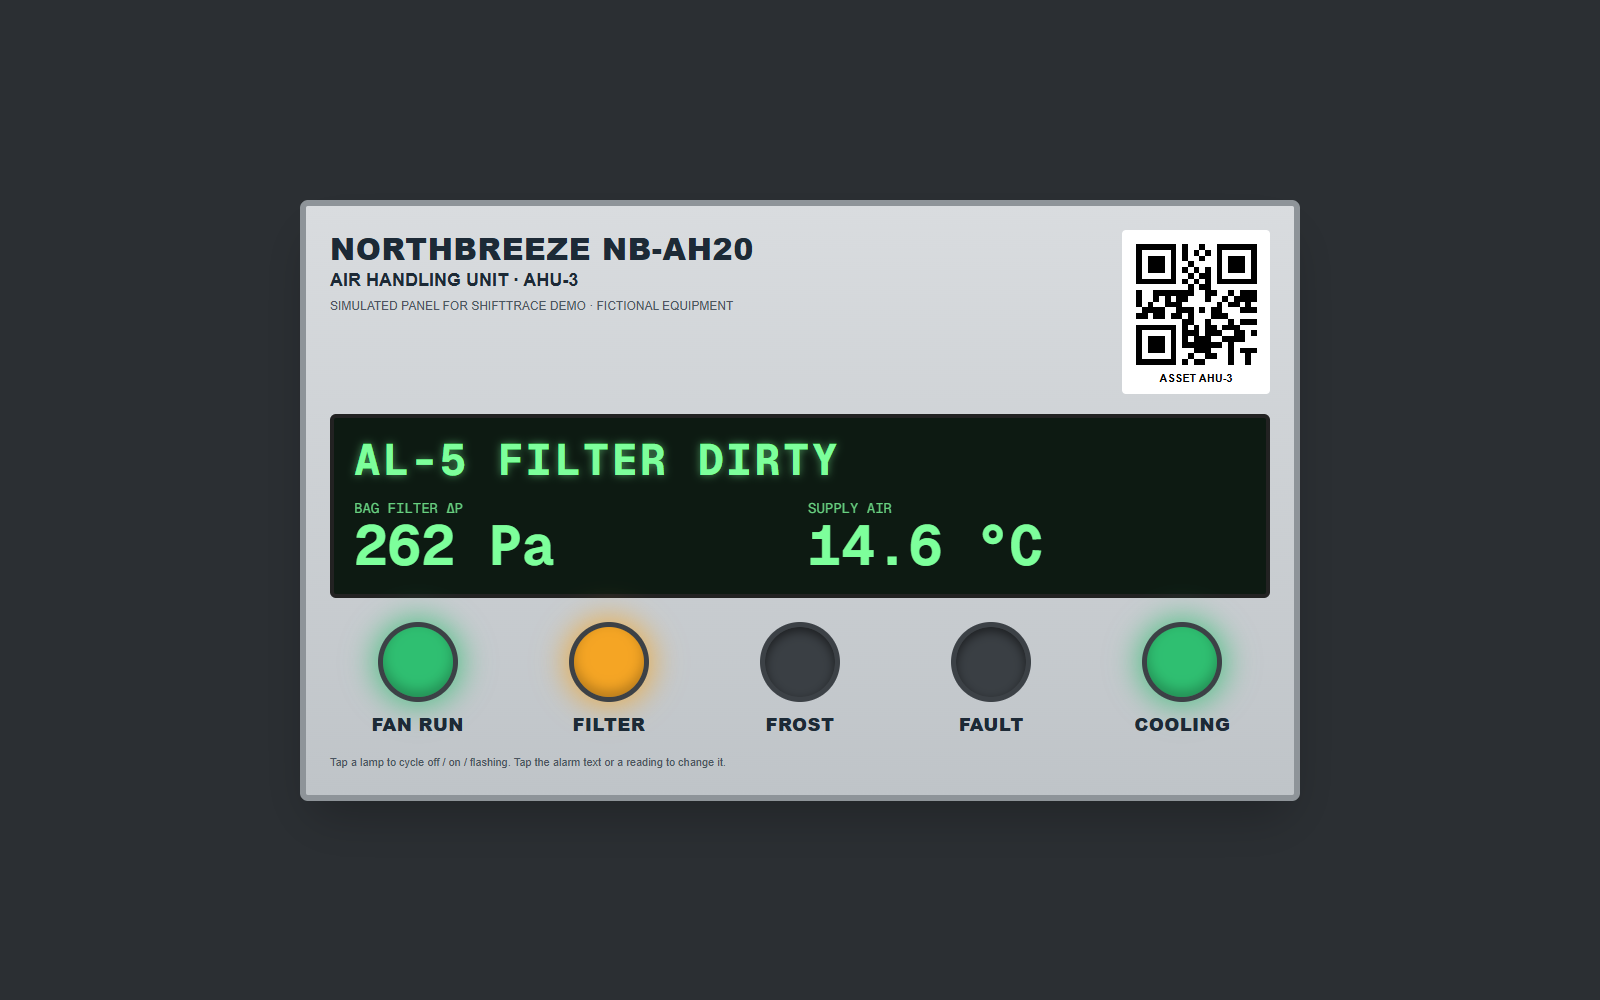 NORTHBREEZE NB-AH20
AIR HANDLING UNIT · AHU-3
SIMULATED PANEL FOR SHIFTTRACE DEMO · FICTIONAL EQUIPMENT
ASSET AHU-3
AL-5 FILTER DIRTY
BAG FILTER ΔP
262 Pa
SUPPLY AIR
14.6 °C
FAN RUN
FILTER
FROST
FAULT
COOLING
Tap a lamp to cycle off / on / flashing. Tap the alarm text or a reading to change it.